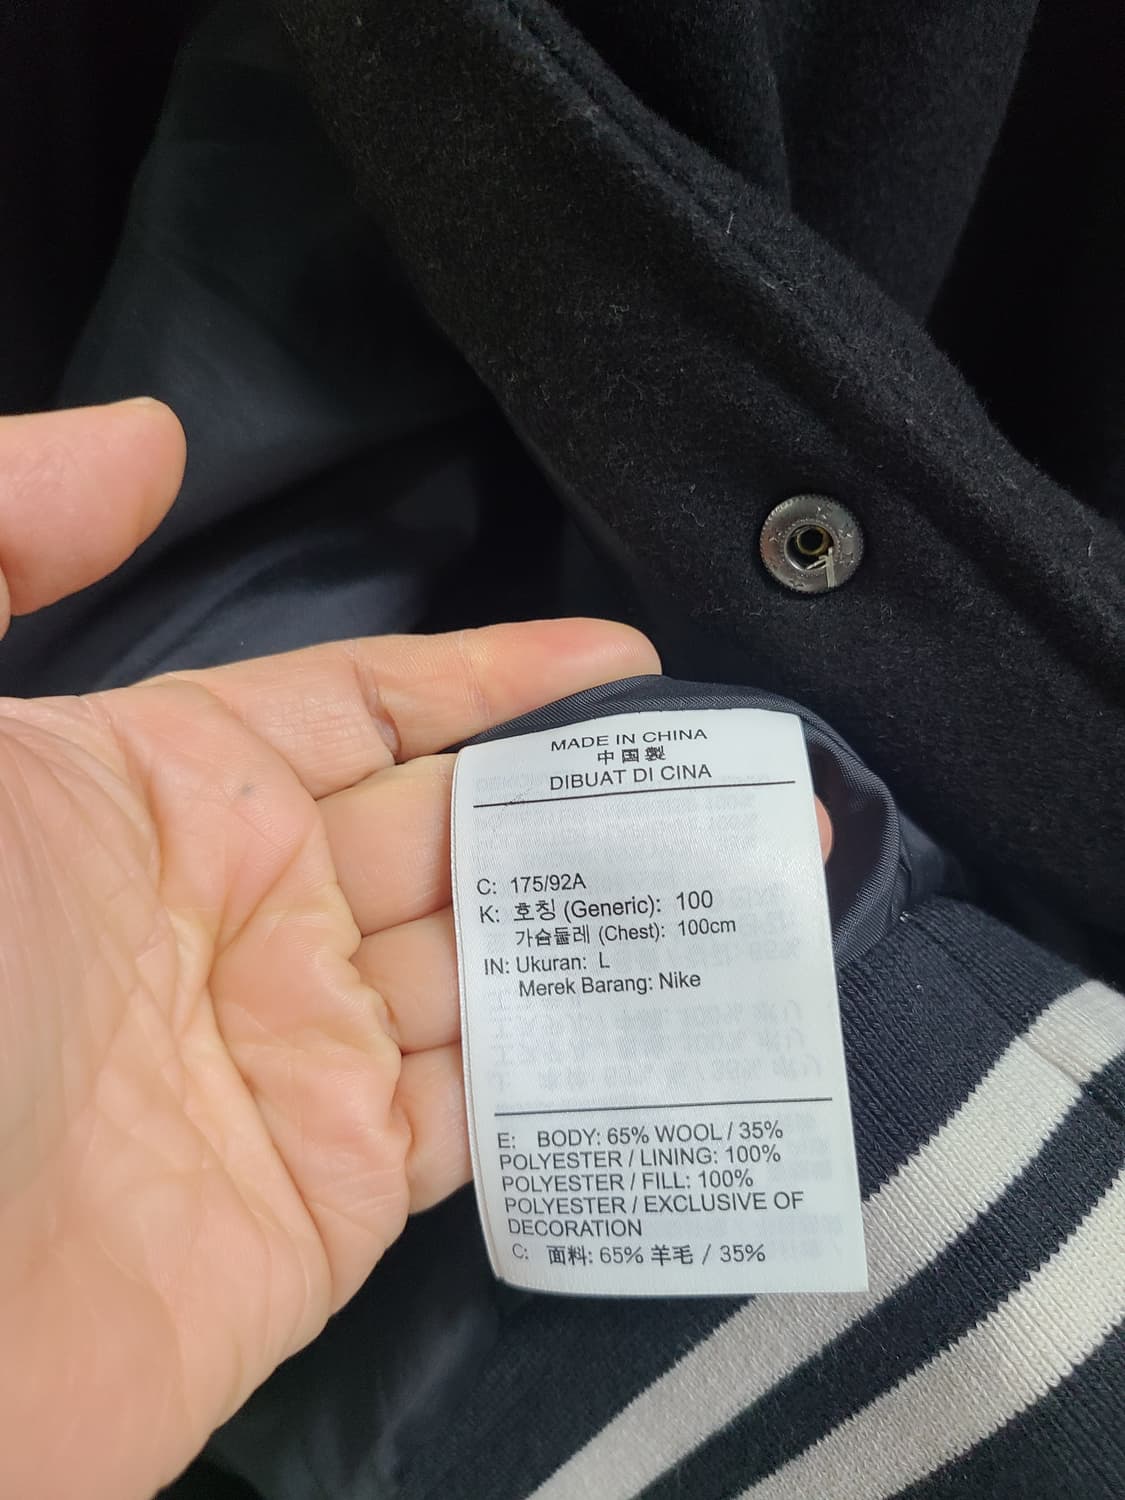 MADE IN CHINA
中国製
DIBUAT DI CINA
C: 175/92A
K: 호칭 (Generic): 100
가슴둘레 (Chest): 100cm
IN: Ukuran: L
Merek Barang: Nike
E: BODY: 65% WOOL / 35%
POLYESTER / LINING: 100%
POLYESTER / FILL: 100%
POLYESTER / EXCLUSIVE OF
DECORATION
C: 面料: 65% 羊毛 / 35%